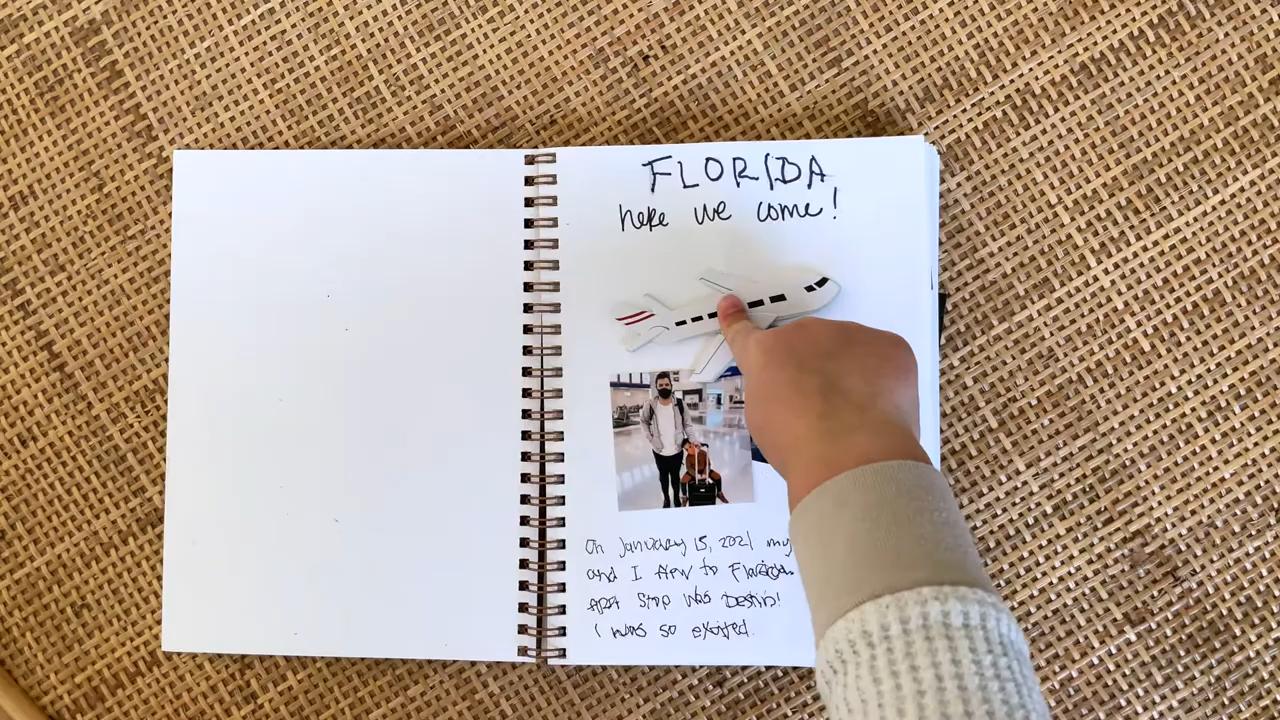 FLORIDA
here we come!
On January 15, 2021 my
and I flew to Florida.
first stop was Destin!
I was so excited.